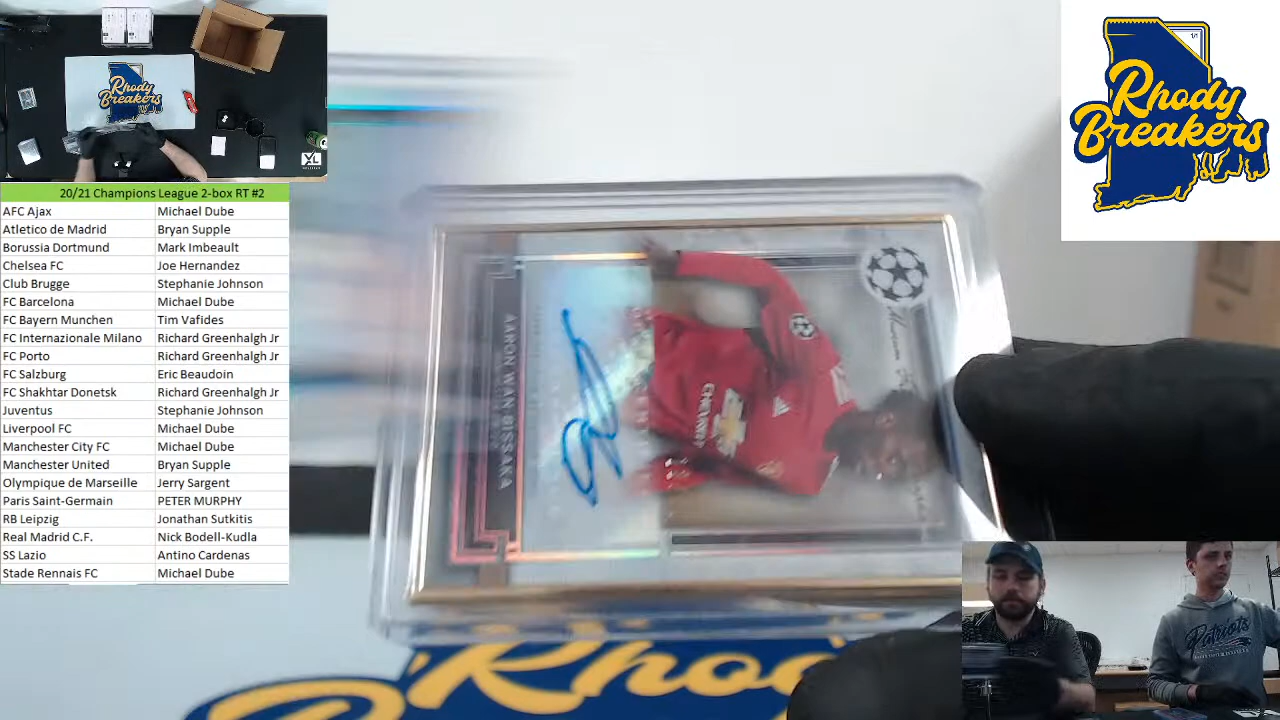 Rhody
Breakers
XL
20/21 Champions League 2-box RT #2
AFC Ajax Michael Dube
Atletico de Madrid Bryan Supple
Borussia Dortmund Mark Imbeault
Chelsea FC Joe Hernandez
Club Brugge Stephanie Johnson
FC Barcelona Michael Dube
FC Bayern Munchen Tim Vafides
FC Internazionale Milano Richard Greenhalgh Jr
FC Porto Richard Greenhalgh Jr
FC Salzburg Eric Beaudoin
FC Shakhtar Donetsk Richard Greenhalgh Jr
Juventus Stephanie Johnson
Liverpool FC Michael Dube
Manchester City FC Michael Dube
Manchester United Bryan Supple
Olympique de Marseille Jerry Sargent
Paris Saint-Germain PETER MURPHY
RB Leipzig Jonathan Sutkitis
Real Madrid C.F. Nick Bodell-Kudla
SS Lazio Antino Cardenas
Stade Rennais FC Michael Dube
AARON WAN-BISSAKA
CHEVROLET
1/1
Rhody
Breakers
Rhody
Patriots